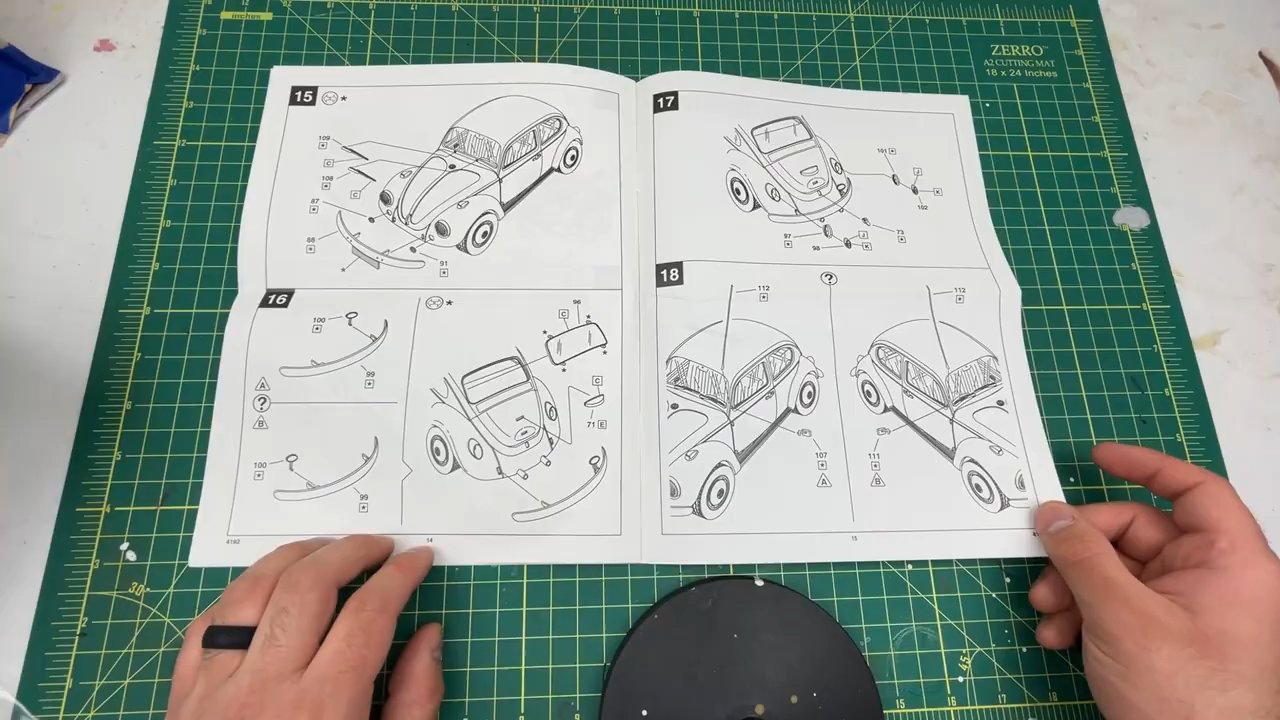 inches
ZERRO™
A2 CUTTING MAT
18 x 24 Inches
15 *
109
C
108
C
87
88
*
91
16
100
99
A
?
B
100
99
*
96
C
*
*
*
*
C
71 E
4192
14
17
101
J
K
102
97
J
K
98
73
18
?
112
112
107
A
111
B
15